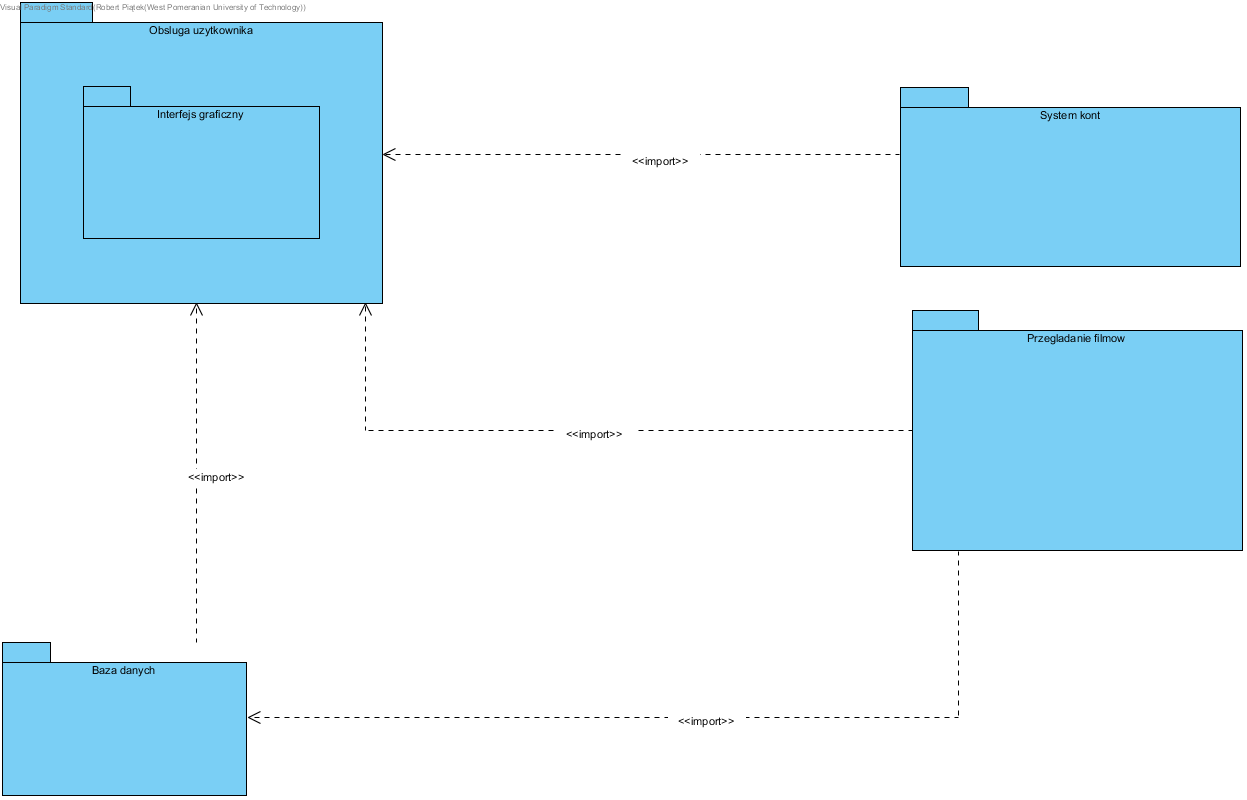 Visual Paradigm Standard(Robert Piątek(West Pomeranian University of Technology))
Obsluga uzytkownika
Interfejs graficzny
System kont
<<import>>
Przegladanie filmow
<<import>>
<<import>>
Baza danych
<<import>>